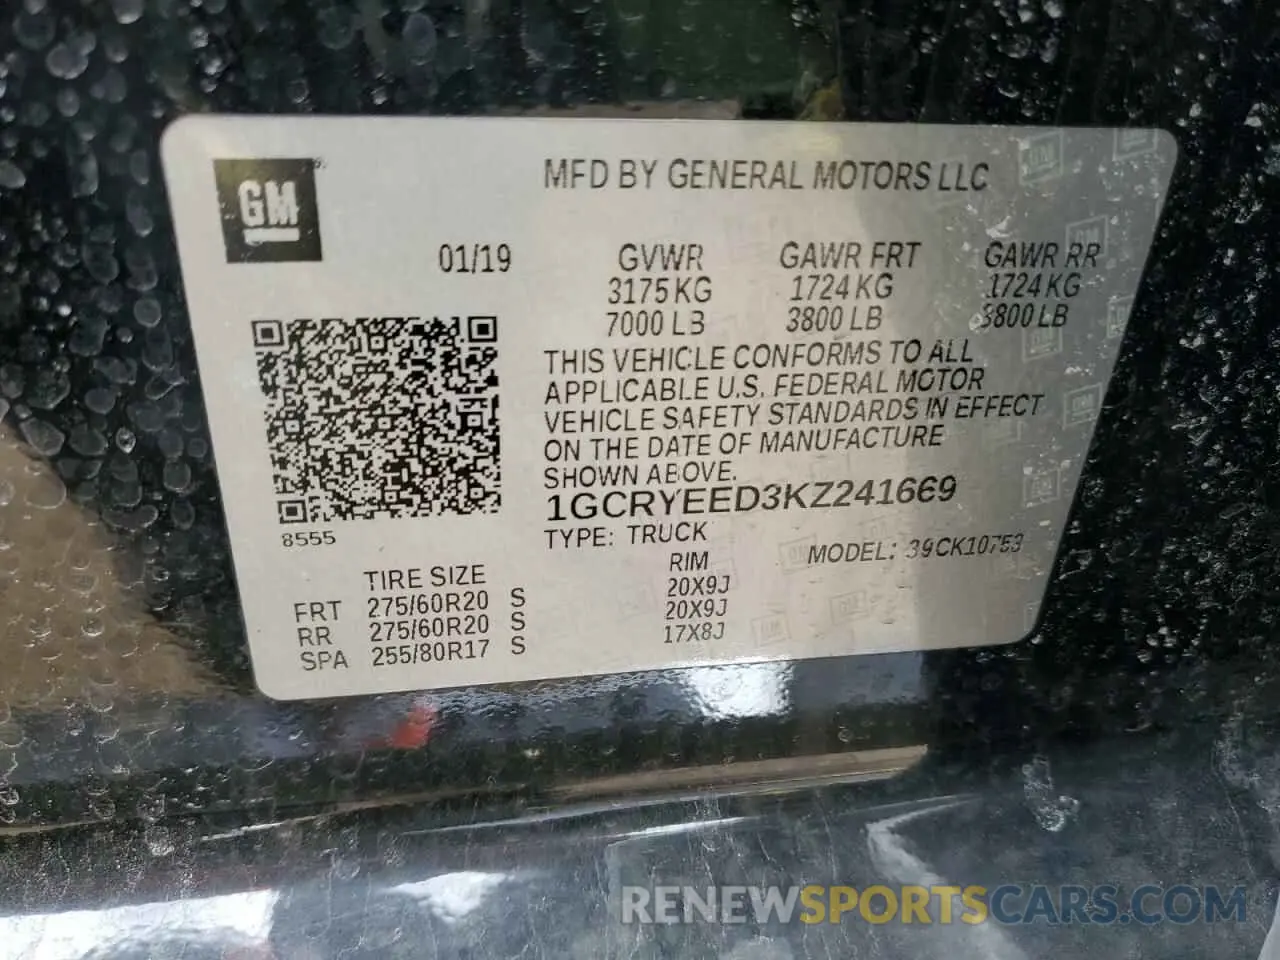 GM
MFD BY GENERAL MOTORS LLC
01/19 GVWR GAWR FRT GAWR RR
3175 KG 1724 KG 1724 KG
7000 LB 3800 LB 3800 LB
THIS VEHICLE CONFORMS TO ALL
APPLICABLE U.S. FEDERAL MOTOR
VEHICLE SAFETY STANDARDS IN EFFECT
ON THE DATE OF MANUFACTURE
SHOWN ABOVE.
1GCRYEED3KZ241669
8555
TYPE: TRUCK
MODEL: 39CK10753
TIRE SIZE RIM
FRT 275/60R20 S 20X9J
RR 275/60R20 S 20X9J
SPA 255/80R17 S 17X8J
RENEWSPORTSCARS.COM